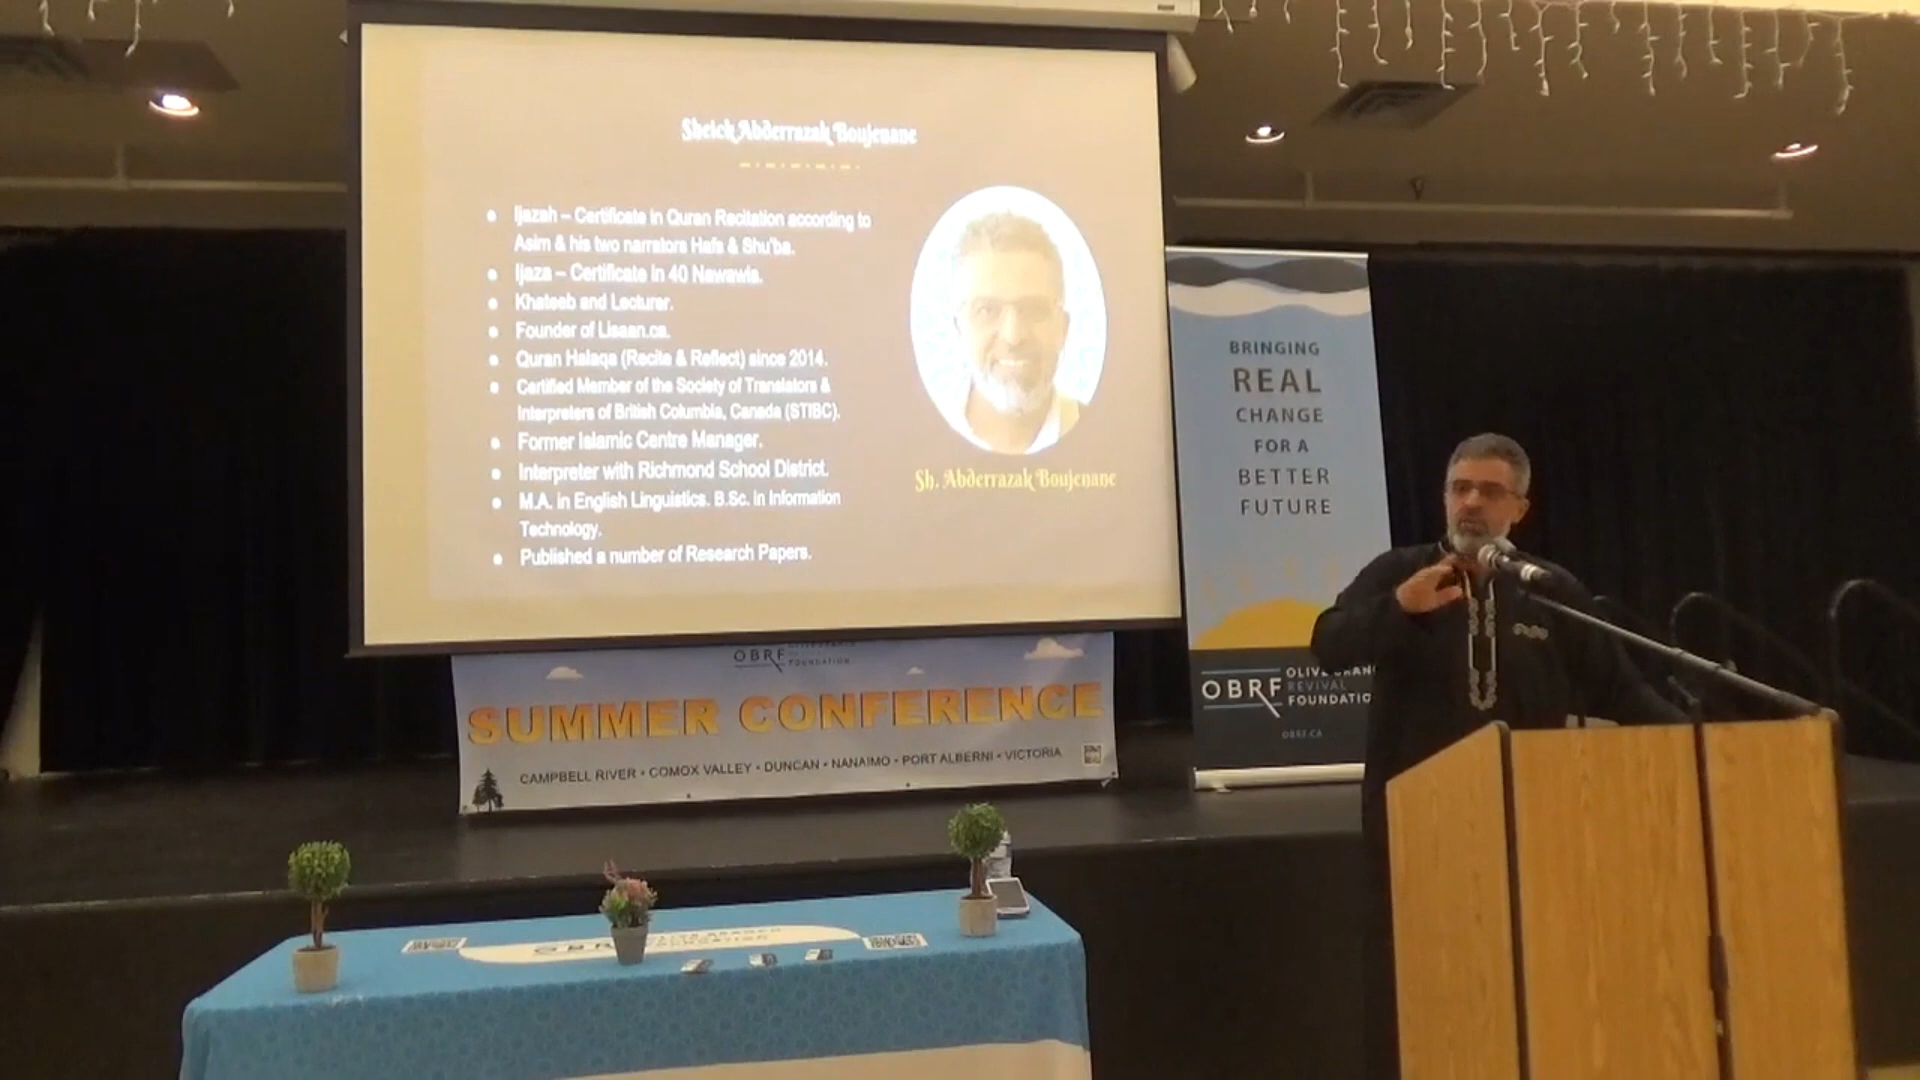 Sheick Abderrazak Boujenane
Ijazah – Certificate in Quran Recitation according to
Asim & his two narrators Hafs & Shu'ba.
Ijaza – Certificate in 40 Nawawis.
Khateeb and Lecturer.
Founder of Lisaan.ca.
Quran Halaqa (Recite & Reflect) since 2014.
Certified Member of the Society of Translators &
Interpreters of British Columbia, Canada (STIBC).
Former Islamic Centre Manager.
Interpreter with Richmond School District.
M.A. in English Linguistics. B.Sc. in Information
Technology.
Published a number of Research Papers.
Sh. Abderrazak Boujenane
BRINGING
REAL
CHANGE
FOR A
BETTER
FUTURE
OBRF
OLIVE BRAN
REVIVAL
FOUNDATIO
OBRF.CA
OBRF
FOUNDATION
SUMMER CONFERENCE
CAMPBELL RIVER • COMOX VALLEY • DUNCAN • NANAIMO • PORT ALBERNI • VICTORIA